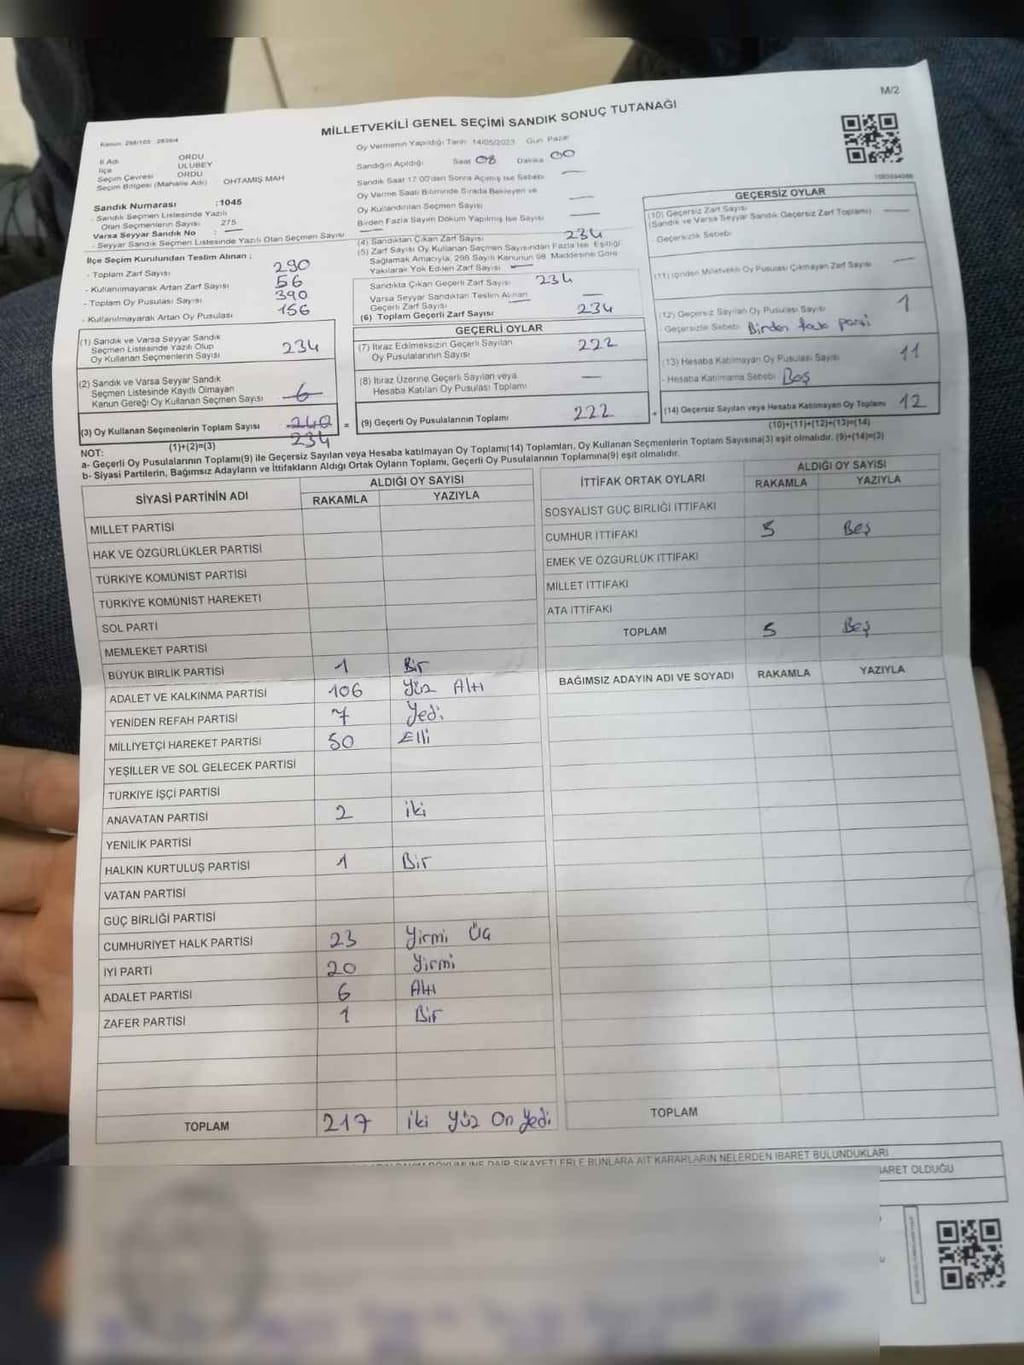 M/2
MİLLETVEKİLİ GENEL SEÇİMİ SANDIK SONUÇ TUTANAĞI
İl Adı ORDU
İlçe ULUBEY
Seçim Çevresi ORDU
Seçim Bölgesi (Mahalle Adı) OHTAMIŞ MAH
Sandık Numarası :1045
- Sandık Seçmen Listesinde Yazılı
Olan Seçmenlerin Sayısı 275
Varsa Seyyar Sandık No
- Seyyar Sandık Seçmen Listesinde Yazılı Olan Seçmen Sayısı
İlçe Seçim Kurulundan Teslim Alınan :
- Toplam Zarf Sayısı 290
- Kullanılmayarak Artan Zarf Sayısı 56
- Toplam Oy Pusulası Sayısı 390
- Kullanılmayarak Artan Oy Pusulası 156
(1) Sandık ve Varsa Seyyar Sandık
Seçmen Listesinde Yazılı Olup
Oy Kullanan Seçmenlerin Sayısı 234
(2) Sandık ve Varsa Seyyar Sandık
Seçmen Listesinde Kayıtlı Olmayan
Kanun Gereği Oy Kullanan Seçmen Sayısı 6
(3) Oy Kullanan Seçmenlerin Toplam Sayısı 240
234
(1)+(2)=(3)
Oy Vermenin Yapıldığı Tarih 14/05/2023 Gün Pazar
Sandığın Açıldığı Saat 08 Dakika 00
Sandık Saat 17:00'den Sonra Açılmış İse Sebebi
Oy Verme Saati Bitiminde Sırada Bekleyen ve
Oy Kullandırılan Seçmen Sayısı
Birden Fazla Sayım Döküm Yapılmış İse Sayısı
(4) Sandıktan Çıkan Zarf Sayısı 234
(5) Zarf Sayısı Oy Kullanan Seçmen Sayısından Fazla İse Eşitliği
Sağlamak Amacıyla, 298 Sayılı Kanunun 98. Maddesine Göre
Yakılarak Yok Edilen Zarf Sayısı
Sandıkta Çıkan Geçerli Zarf Sayısı 234
Varsa Seyyar Sandıktan Teslim Alınan
Geçerli Zarf Sayısı
(6) Toplam Geçerli Zarf Sayısı 234
GEÇERLİ OYLAR
(7) İtiraz Edilmeksizin Geçerli Sayılan
Oy Pusulalarının Sayısı 222
(8) İtiraz Üzerine Geçerli Sayılan veya
Hesaba Katılan Oy Pusulası Toplamı
= (9) Geçerli Oy Pusulalarının Toplamı 222
GEÇERSİZ OYLAR
(10) Geçersiz Zarf Sayısı
(Sandık ve Varsa Seyyar Sandık Geçersiz Zarf Toplamı)
Geçersizlik Sebebi
(11) İçinden Milletvekili Oy Pusulası Çıkmayan Zarf Sayısı
(12) Geçersiz Sayılan Oy Pusulası Sayısı 1
- Geçersizlik Sebebi Birden fazla parti
(13) Hesaba Katılmayan Oy Pusulası Sayısı 11
- Hesaba Katılmama Sebebi Boş
+ (14) Geçersiz Sayılan veya Hesaba Katılmayan Oy Toplamı 12
(10)+(11)+(12)+(13)=(14)
NOT:
a- Geçerli Oy Pusulalarının Toplamı(9) ile Geçersiz Sayılan veya Hesaba katılmayan Oy Toplamı(14) Toplamları, Oy Kullanan Seçmenlerin Toplam Sayısına(3) eşit olmalıdır. (9)+(14)=(3)
b- Siyasi Partilerin, Bağımsız Adayların ve İttifakların Aldığı Ortak Oyların Toplamı, Geçerli Oy Pusulalarının Toplamına(9) eşit olmalıdır.
SİYASİ PARTİNİN ADI ALDIĞI OY SAYISI
RAKAMLA YAZIYLA
MİLLET PARTİSİ
HAK VE ÖZGÜRLÜKLER PARTİSİ
TÜRKİYE KOMÜNİST PARTİSİ
TÜRKİYE KOMÜNİST HAREKETİ
SOL PARTİ
MEMLEKET PARTİSİ
BÜYÜK BİRLİK PARTİSİ 1 Bir
ADALET VE KALKINMA PARTİSİ 106 Yüz Altı
YENİDEN REFAH PARTİSİ 7 Yedi
MİLLİYETÇİ HAREKET PARTİSİ 50 Elli
YEŞİLLER VE SOL GELECEK PARTİSİ
TÜRKİYE İŞÇİ PARTİSİ
ANAVATAN PARTİSİ 2 iki
YENİLİK PARTİSİ
HALKIN KURTULUŞ PARTİSİ 1 Bir
VATAN PARTİSİ
GÜÇ BİRLİĞİ PARTİSİ
CUMHURİYET HALK PARTİSİ 23 Yirmi Üç
İYİ PARTİ 20 Yirmi
ADALET PARTİSİ 6 Altı
ZAFER PARTİSİ 1 Bir
TOPLAM 217 iki Yüz On Yedi
İTTİFAK ORTAK OYLARI ALDIĞI OY SAYISI
RAKAMLA YAZIYLA
SOSYALİST GÜÇ BİRLİĞİ İTTİFAKI
CUMHUR İTTİFAKI 5 Beş
EMEK VE ÖZGÜRLÜK İTTİFAKI
MİLLET İTTİFAKI
ATA İTTİFAKI
TOPLAM 5 Beş
BAĞIMSIZ ADAYIN ADI VE SOYADI RAKAMLA YAZIYLA
TOPLAM
DÖKÜMÜNE DAİR ŞİKAYETLERLE BUNLARA AİT KARARLARIN NELERDEN İBARET BULUNDUKLARI
İBARET OLDUĞU